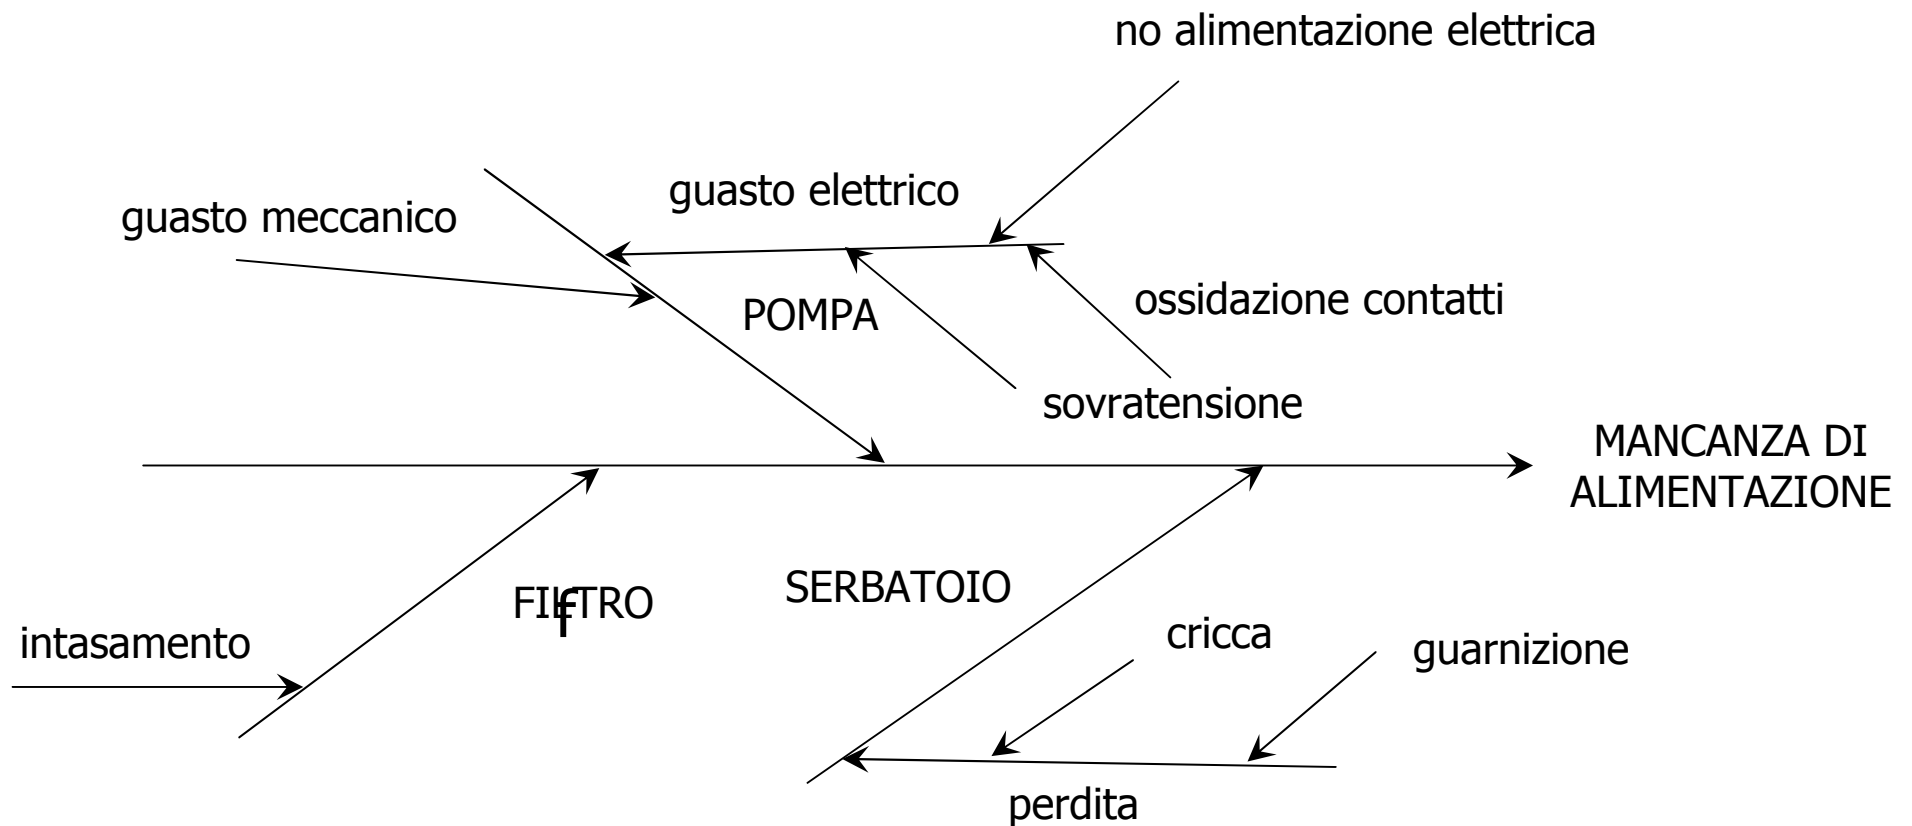 no alimentazione elettrica
guasto elettrico
guasto meccanico
ossidazione contatti
POMPA
sovratensione
MANCANZA DI
ALIMENTAZIONE
SERBATOIO
FILTRO
f
cricca
intasamento
guarnizione
perdita